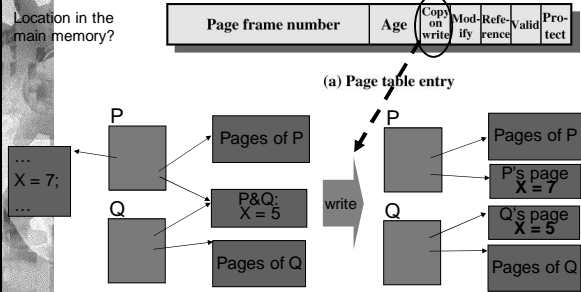 Location in the
main memory?
Page frame number
Age
Copy
on
write
Mod-
ify
Refe-
rence
Valid
Pro-
tect
(a) Page table entry
P
Pages of P
...
X = 7;
...
P&Q:
X = 5
Q
Pages of Q
write
P
Pages of P
P's page
X = 7
Q
Q's page
X = 5
Pages of Q